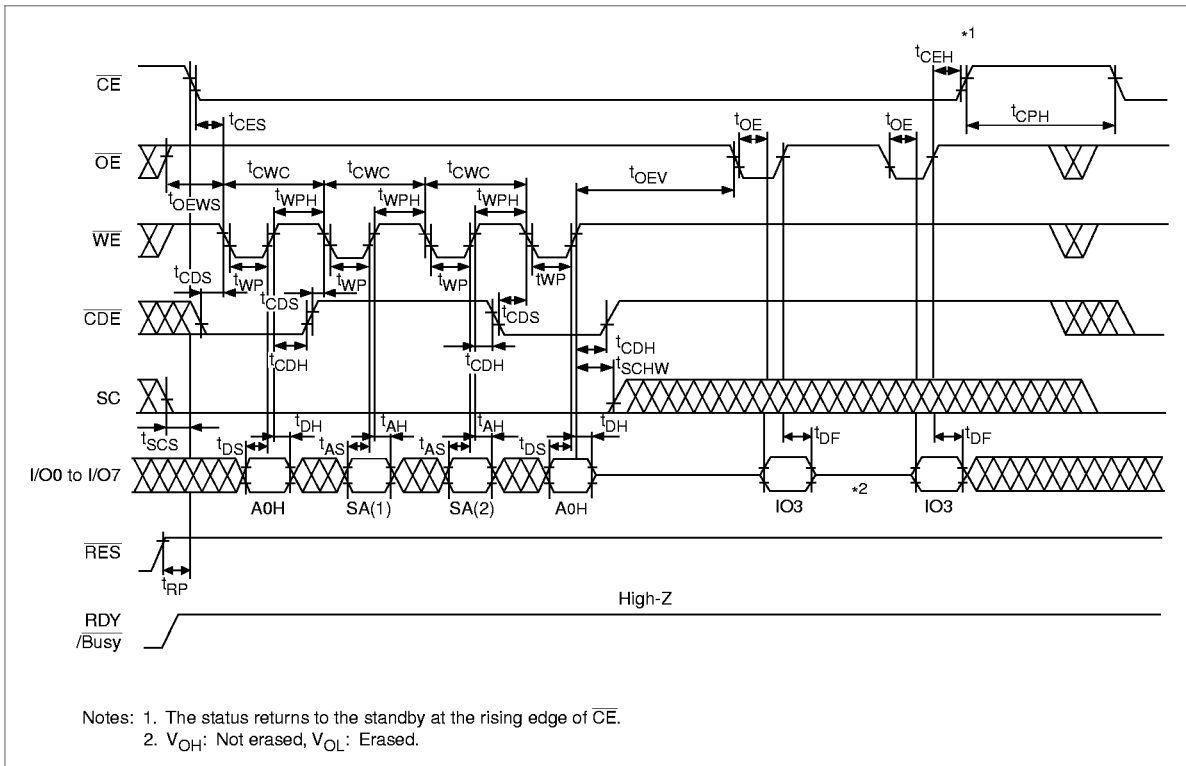 *1
tCEH
CE
tCES
tCPH
tOE
tOE
OE
tCWC
tCWC
tCWC
tOEV
tOEWS
tWPH
tWPH
tWPH
WE
tCDS
tWP
tWP
tWP
tWP
tCDS
tCDS
CDE
tCDH
tCDH
tCDH
tSCHW
SC
tSCS
tDS
tDH
tAS
tAH
tAS
tAH
tDS
tDH
tDF
tDF
I/O0 to I/O7
A0H
SA(1)
SA(2)
A0H
IO3
*2
IO3
RES
tRP
High-Z
RDY
/Busy
Notes: 1. The status returns to the standby at the rising edge of CE.
2. VOH: Not erased, VOL: Erased.